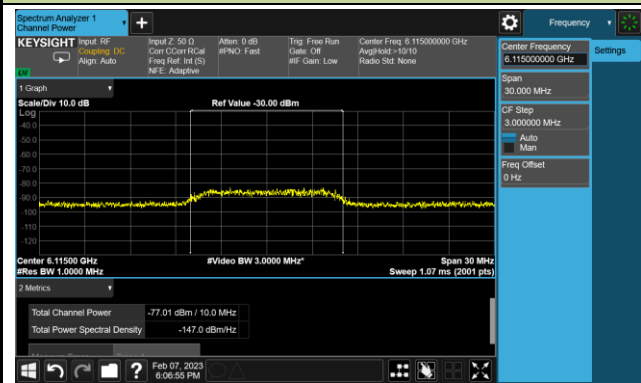 Spectrum Analyzer 1
Channel Power
Frequency
KEYSIGHT
Input: RF
Coupling: DC
Align: Auto
Input Z: 50 Ω
Corr CCorr RCal
Freq Ref: Int (S)
NFE: Adaptive
Atten: 0 dB
#PNO: Fast
Trig: Free Run
Gate: Off
#IF Gain: Low
Center Freq: 6.115000000 GHz
Avg|Hold:>10/10
Radio Std: None
Center Frequency
6.115000000 GHz
Settings
Span
30.000 MHz
CF Step
3.000000 MHz
Auto
Man
Freq Offset
0 Hz
1 Graph
Scale/Div 10.0 dB
Ref Value -30.00 dBm
Log
-40.0
-50.0
-60.0
-70.0
-80.0
-90.0
-100
-110
-120
Center 6.11500 GHz
#Video BW 3.0000 MHz*
Span 30 MHz
#Res BW 1.0000 MHz
Sweep 1.07 ms (2001 pts)
2 Metrics
Total Channel Power
-77.01 dBm / 10.0 MHz
Total Power Spectral Density
-147.0 dBm/Hz
Feb 07, 2023
6:06:55 PM